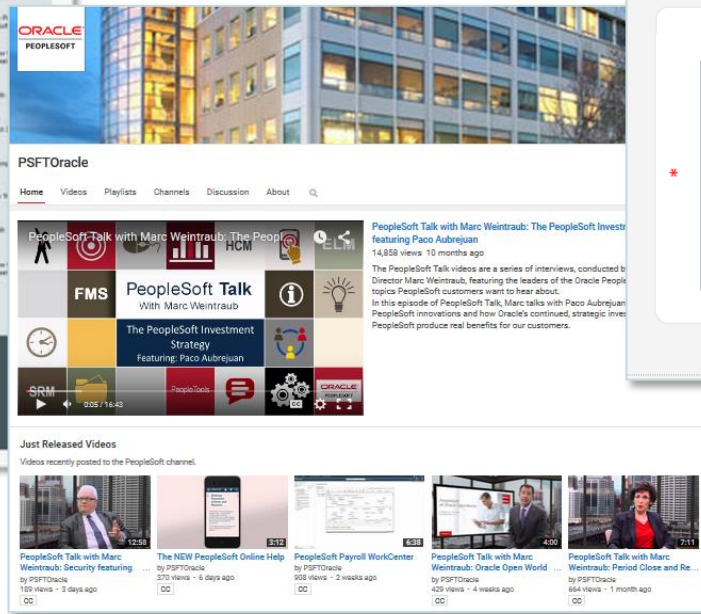 ORACLE
PEOPLESOFT
PSFTOracle
Home Videos Playlists Channels Discussion About
PeopleSoft Talk with Marc Weintraub: The Peop
HCM
ELM
FMS
PeopleSoft Talk
With Marc Weintraub
The PeopleSoft Investment
Strategy
Featuring: Paco Aubrejuan
SRM
PeopleTools
ORACLE
PEOPLESOFT
0:05 / 16:43
CC
PeopleSoft Talk with Marc Weintraub: The PeopleSoft Investm
featuring Paco Aubrejuan
14,858 views 10 months ago
The PeopleSoft Talk videos are a series of interviews, conducted b
Director Marc Weintraub, featuring the leaders of the Oracle People
topics PeopleSoft customers want to hear about.
In this episode of PeopleSoft Talk, Marc talks with Paco Aubrejuan
PeopleSoft innovations and how Oracle's continued, strategic inves
PeopleSoft produce real benefits for our customers.
*
Just Released Videos
Videos recently posted to the PeopleSoft channel.
12:58
PeopleSoft Talk with Marc
Weintraub: Security featuring ...
by PSFTOracle
189 views - 3 days ago
CC
3:12
The NEW PeopleSoft Online Help
by PSFTOracle
370 views - 6 days ago
CC
6:38
PeopleSoft Payroll WorkCenter
by PSFTOracle
908 views - 2 weeks ago
CC
4:00
PeopleSoft Talk with Marc
Weintraub: Oracle Open World ...
by PSFTOracle
429 views - 4 weeks ago
CC
7:11
PeopleSoft Talk with Marc
Weintraub: Period Close and Re...
by PSFTOracle
664 views - 1 month ago
CC